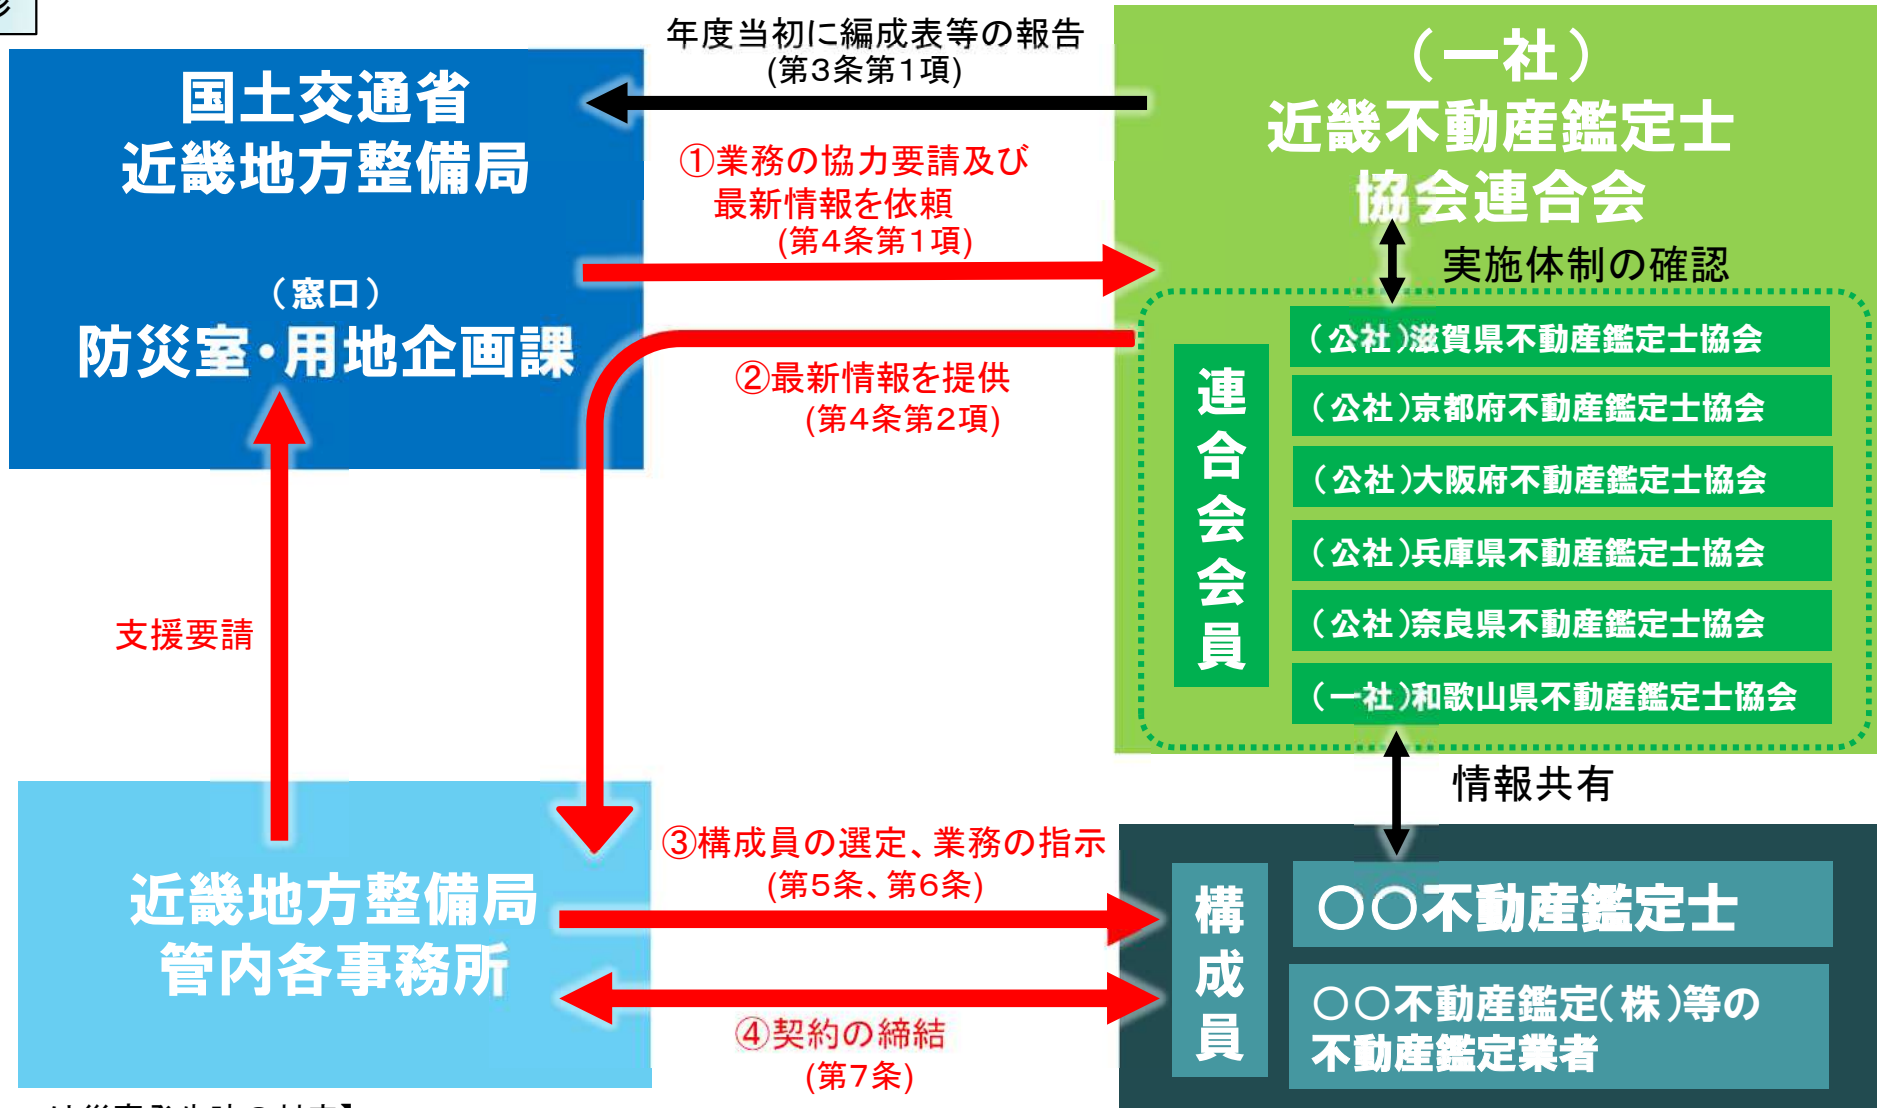 年度当初に編成表等の報告
(第3条第1項)
国土交通省
近畿地方整備局
(窓口)
防災室・用地企画課
①業務の協力要請及び
最新情報を依頼
(第4条第1項)
(一社)
近畿不動産鑑定士
協会連合会
実施体制の確認
②最新情報を提供
(第4条第2項)
連合会会員
(公社)滋賀県不動産鑑定士協会
(公社)京都府不動産鑑定士協会
(公社)大阪府不動産鑑定士協会
(公社)兵庫県不動産鑑定士協会
(公社)奈良県不動産鑑定士協会
(一社)和歌山県不動産鑑定士協会
支援要請
情報共有
近畿地方整備局
管内各事務所
③構成員の選定、業務の指示
(第5条、第6条)
④契約の締結
(第7条)
構成員
○○不動産鑑定士
○○不動産鑑定(株)等の
不動産鑑定業者